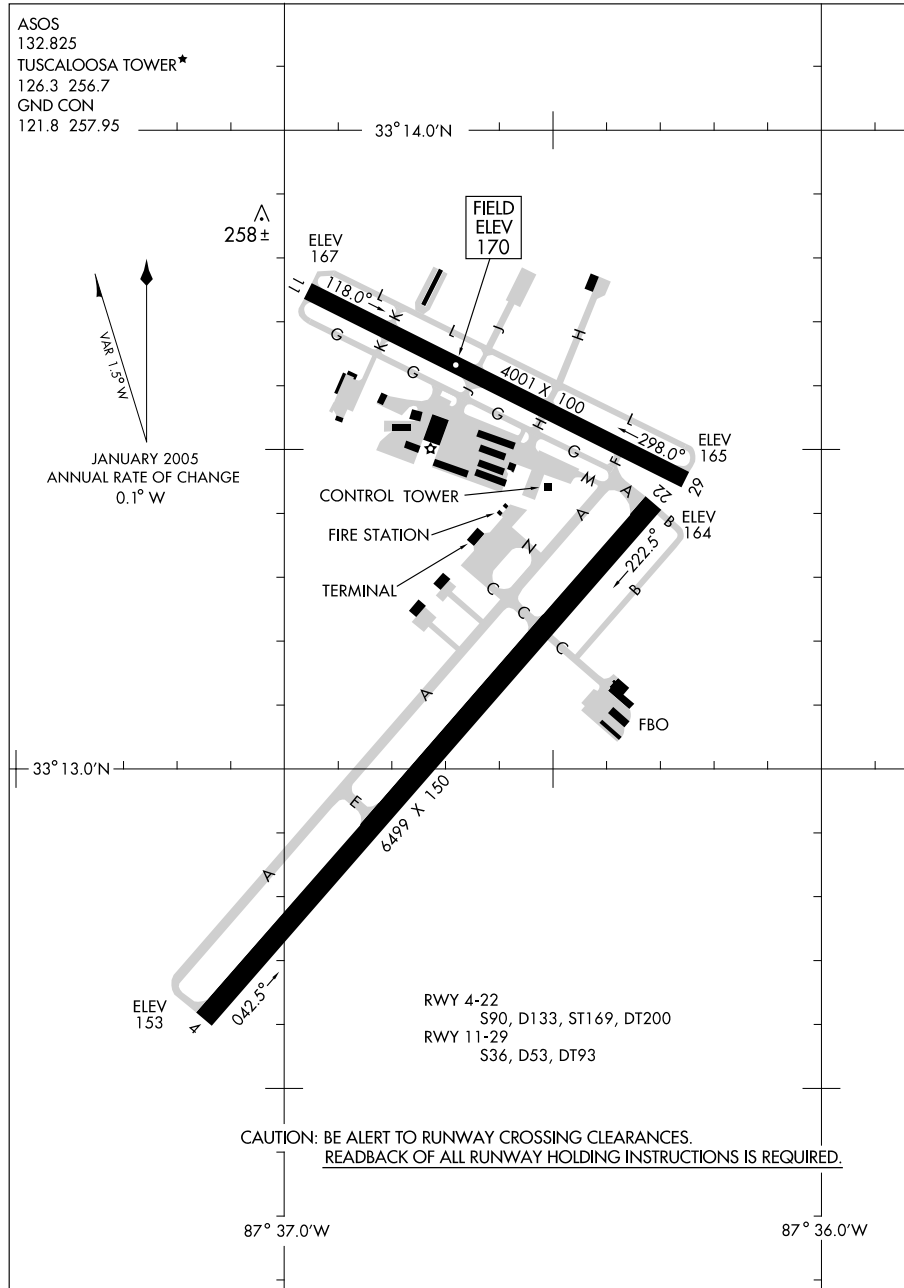 ASOS
132.825
TUSCALOOSA TOWER★
126.3 256.7
GND CON
121.8 257.95
33° 14.0'N
258 ±
FIELD
ELEV
170
ELEV
167
11
118.0°
L
K
L
J
H
G
K
G
G
J
G
H
G
4001 X 100
L
298.0°
ELEV
165
29
F
M
A
22
B
ELEV
164
VAR 1.5° W
JANUARY 2005
ANNUAL RATE OF CHANGE
0.1° W
CONTROL TOWER
A
FIRE STATION
N
222.5°
TERMINAL
B
C
C
C
A
FBO
33° 13.0'N
E
6499 X 150
A
042.5°
ELEV
153
4
RWY 4-22
S90, D133, ST169, DT200
RWY 11-29
S36, D53, DT93
CAUTION: BE ALERT TO RUNWAY CROSSING CLEARANCES.
READBACK OF ALL RUNWAY HOLDING INSTRUCTIONS IS REQUIRED.
87° 37.0'W
87° 36.0'W